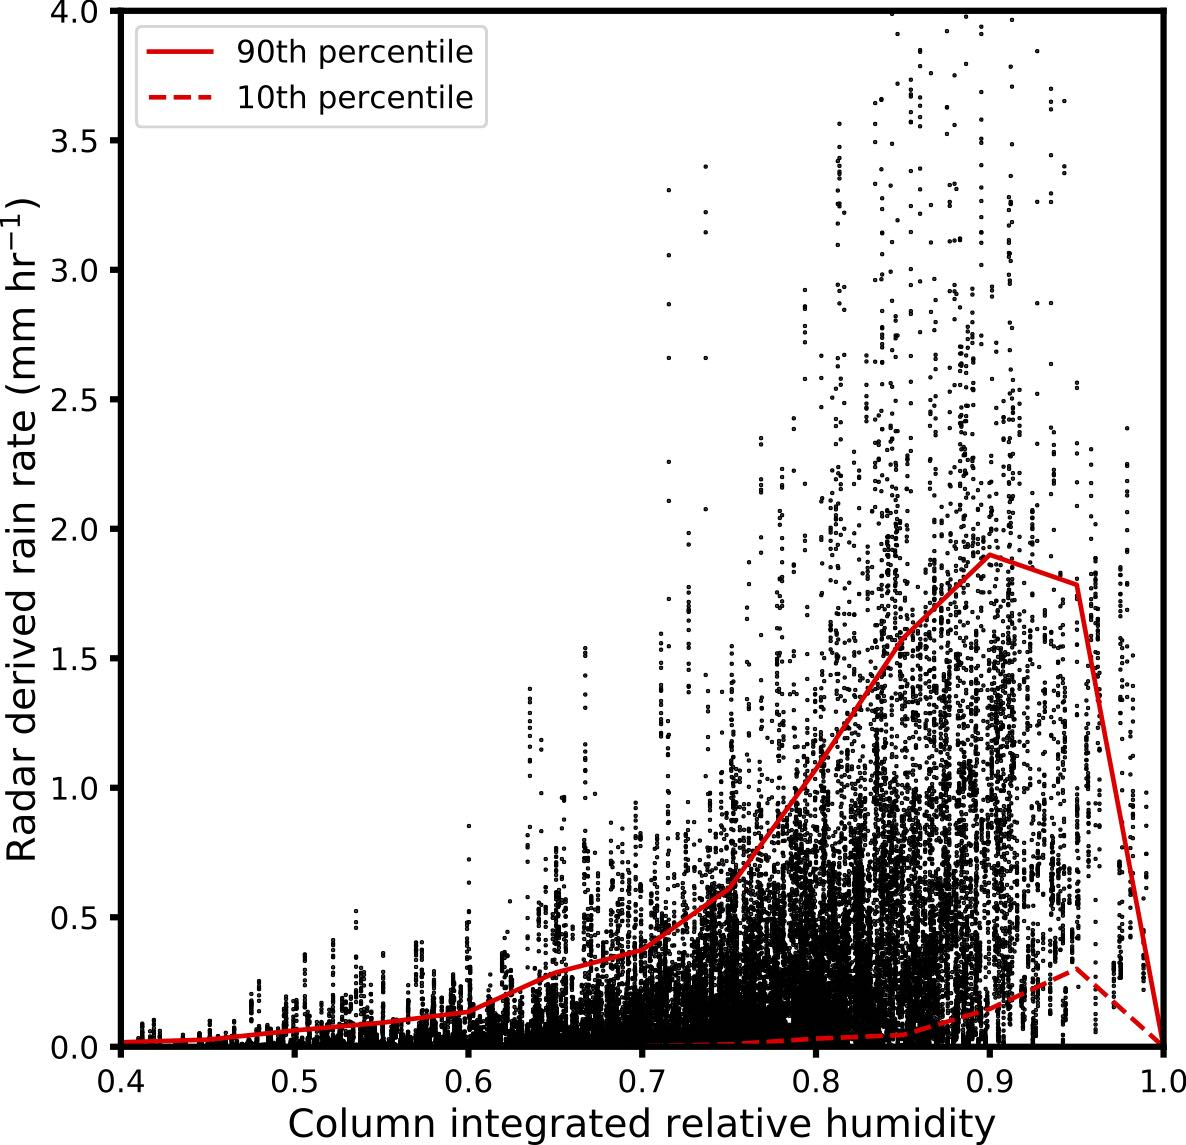 4.0
3.5
3.0
2.5
2.0
1.5
1.0
0.5
0.0
Radar derived rain rate (mm hr⁻¹)
90th percentile
10th percentile
0.4 0.5 0.6 0.7 0.8 0.9 1.0
Column integrated relative humidity